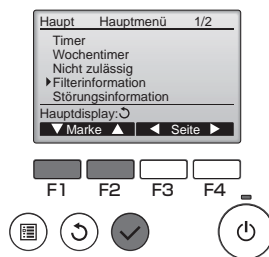 Haupt Hauptmenü 1/2
Timer
Wochentimer
Nicht zulässig
Filterinformation
Störungsinformation
Hauptdisplay:
Marke Seite
F1 F2 F3 F4